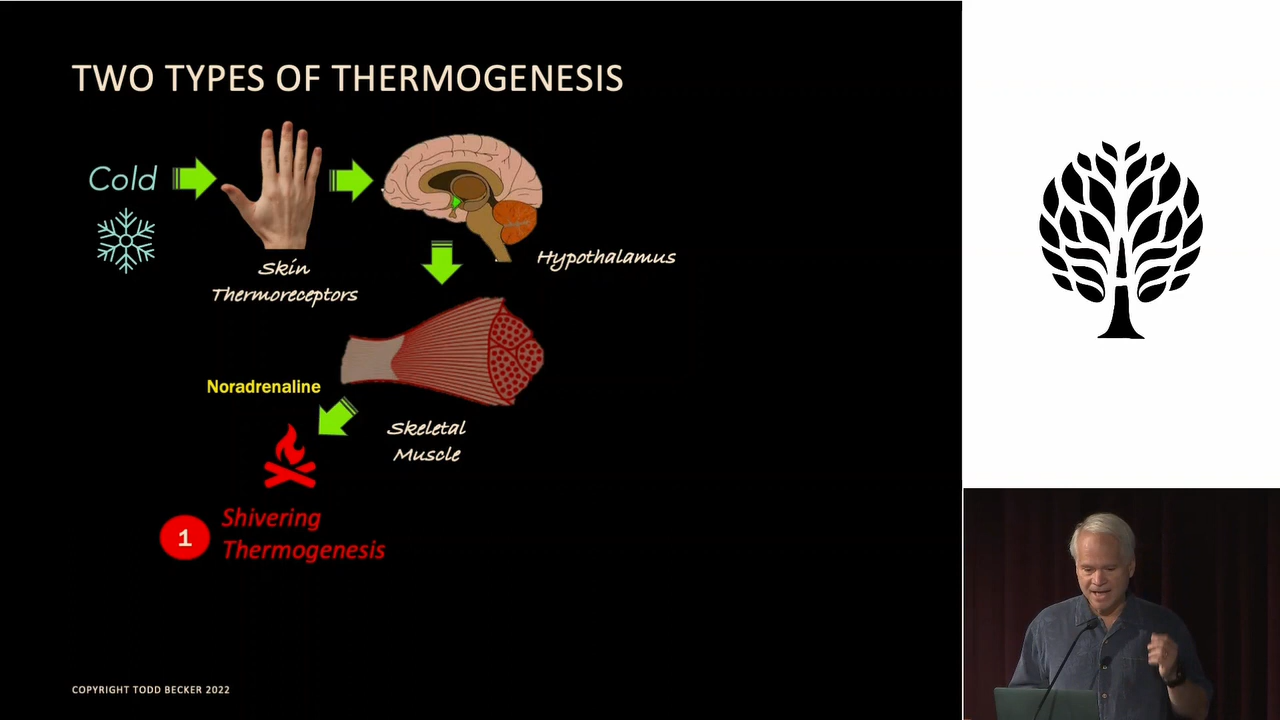 TWO TYPES OF THERMOGENESIS
Cold
Skin
Thermoreceptors
Hypothalamus
Noradrenaline
Skeletal
Muscle
1
Shivering
Thermogenesis
COPYRIGHT TODD BECKER 2022